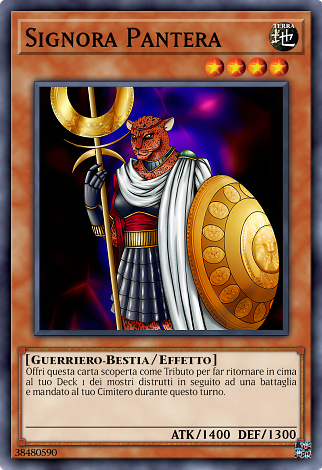 Signora Pantera
TERRA
地
[Guerriero-Bestia/Effetto]
Offri questa carta scoperta come Tributo per far ritornare in cima
al tuo Deck 1 dei mostri distrutti in seguito ad una battaglia
e mandato al tuo Cimitero durante questo turno.
ATK/1400 DEF/1300
38480590